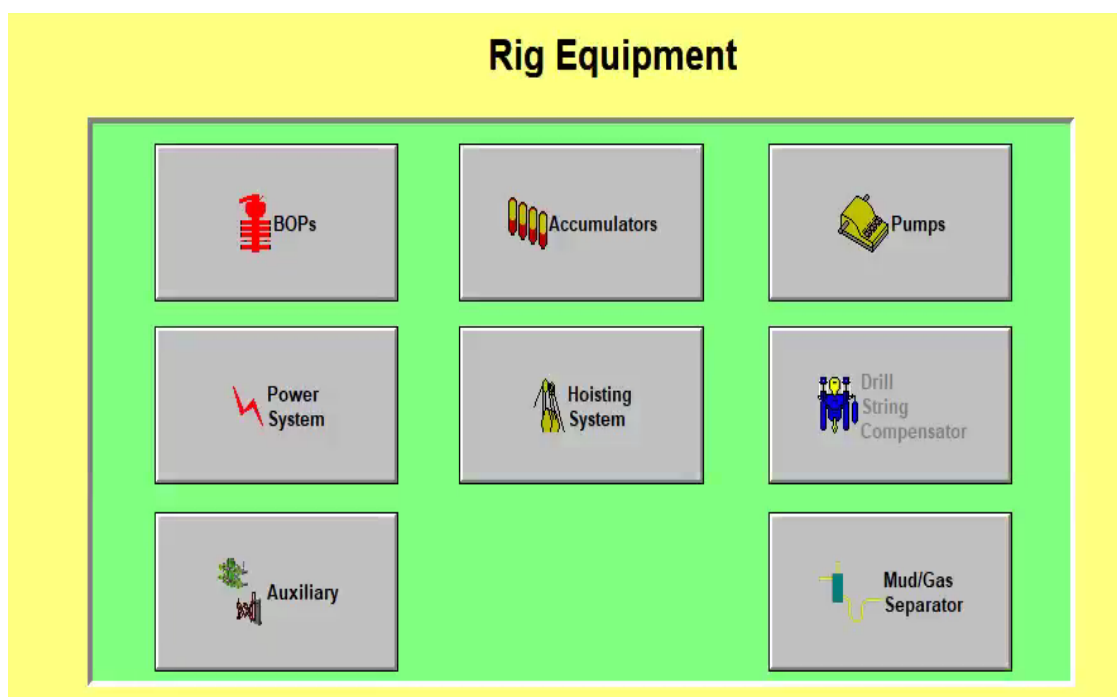 Rig Equipment
BOPs
Accumulators
Pumps
Power
System
Hoisting
System
Drill
String
Compensator
Auxiliary
Mud/Gas
Separator